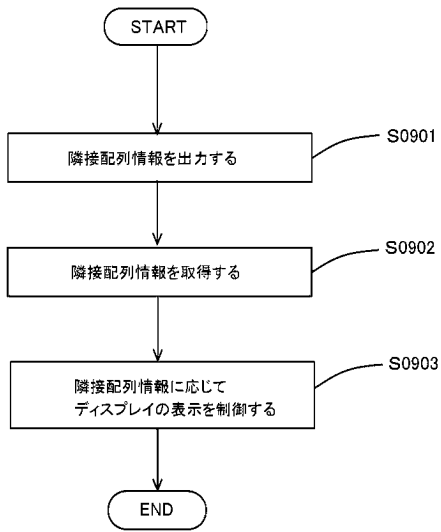 START
隣接配列情報を出力する
S0901
隣接配列情報を取得する
S0902
隣接配列情報に応じて
ディスプレイの表示を制御する
S0903
END